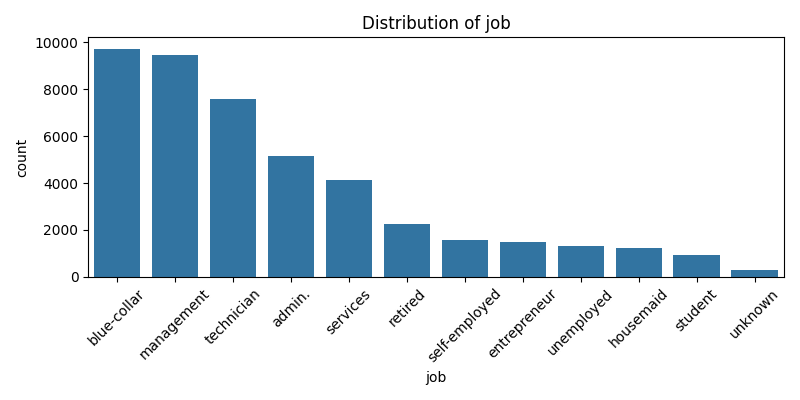 Distribution of job
10000
8000
6000
4000
2000
0
count
blue-collar
management
technician
admin.
services
retired
self-employed
entrepreneur
unemployed
housemaid
student
unknown
job